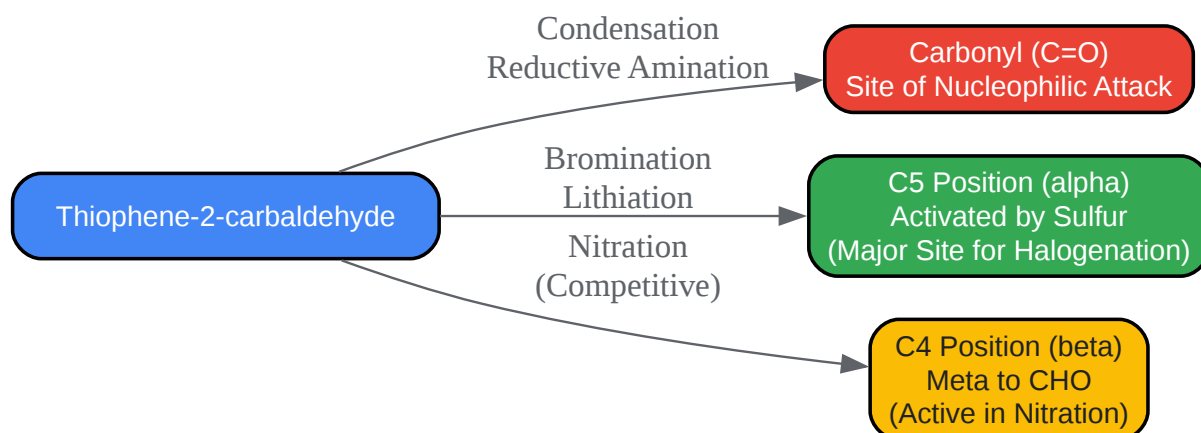 Condensation
Reductive Amination
Carbonyl (C=O)
Site of Nucleophilic Attack
Thiophene-2-carbaldehyde
Bromination
Lithiation
C5 Position (alpha)
Activated by Sulfur
(Major Site for Halogenation)
Nitration
(Competitive)
C4 Position (beta)
Meta to CHO
(Active in Nitration)